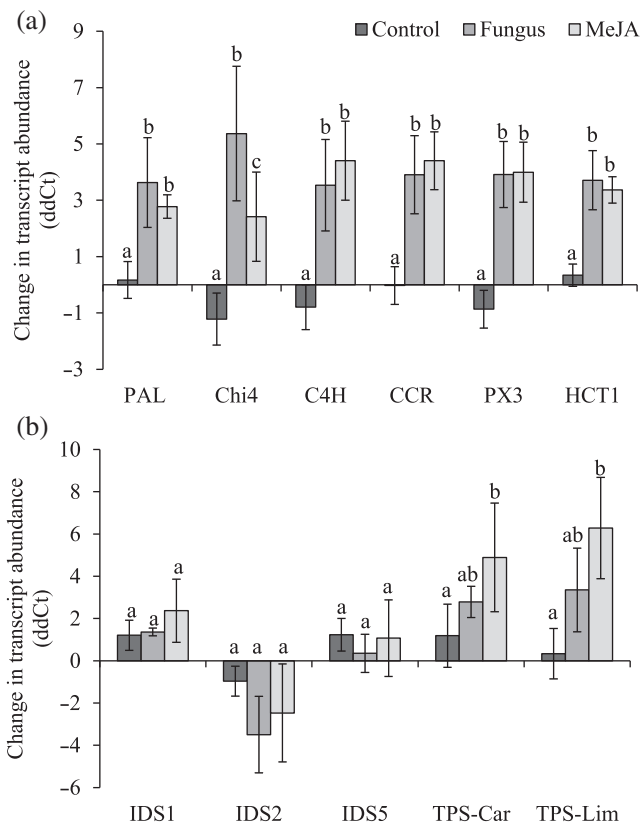 (a)
Control Fungus MeJA
Change in transcript abundance
(ddCt)
9
7
5
3
1
−1
−3
a b b
a b c
a b b
a b b
a b b
a b b
PAL Chi4 C4H CCR PX3 HCT1
(b)
Change in transcript abundance
(ddCt)
10
8
6
4
2
0
−2
−4
−6
a a a
a a a
a a a
a ab b
a ab b
IDS1 IDS2 IDS5 TPS-Car TPS-Lim